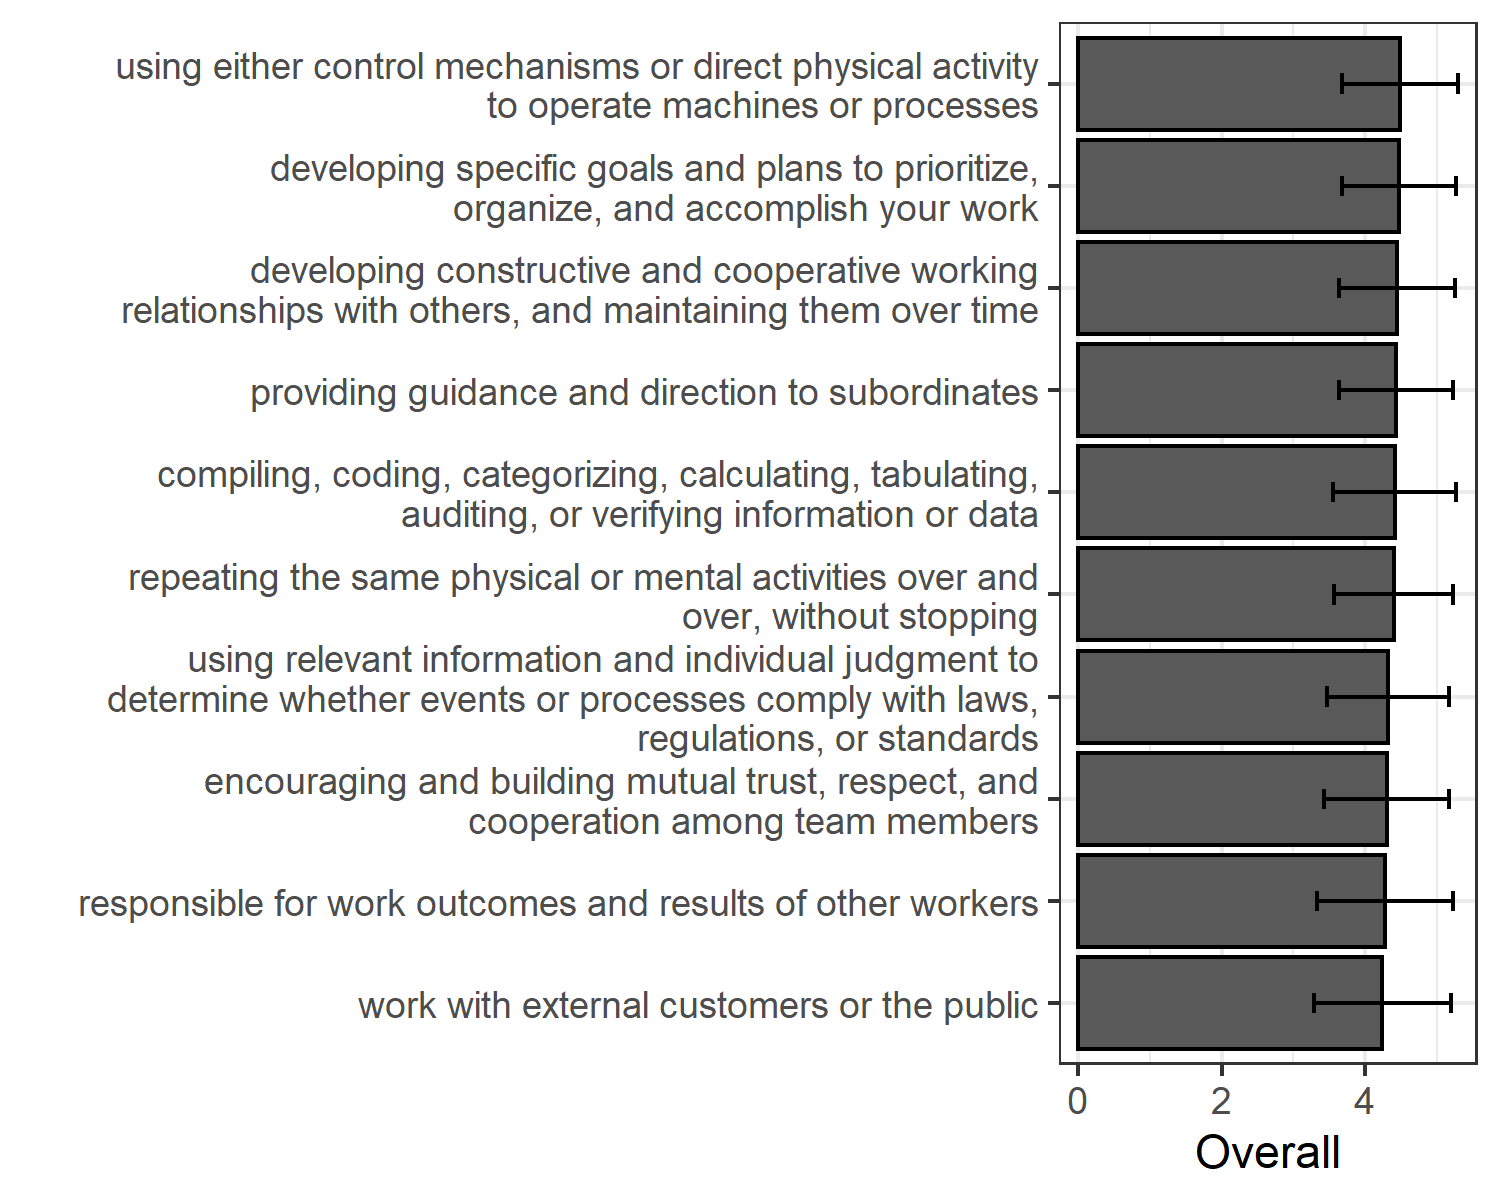 using either control mechanisms or direct physical activity
to operate machines or processes
developing specific goals and plans to prioritize,
organize, and accomplish your work
developing constructive and cooperative working
relationships with others, and maintaining them over time
providing guidance and direction to subordinates
compiling, coding, categorizing, calculating, tabulating,
auditing, or verifying information or data
repeating the same physical or mental activities over and
over, without stopping
using relevant information and individual judgment to
determine whether events or processes comply with laws,
regulations, or standards
encouraging and building mutual trust, respect, and
cooperation among team members
responsible for work outcomes and results of other workers
work with external customers or the public
0 2 4
Overall